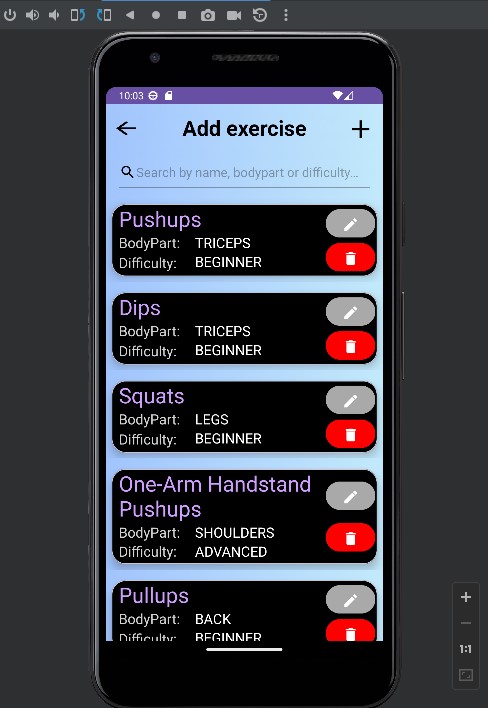 10:03
Add exercise
Search by name, bodypart or difficulty...
Pushups
BodyPart: TRICEPS
Difficulty: BEGINNER
Dips
BodyPart: TRICEPS
Difficulty: BEGINNER
Squats
BodyPart: LEGS
Difficulty: BEGINNER
One-Arm Handstand
Pushups
BodyPart: SHOULDERS
Difficulty: ADVANCED
Pullups
BodyPart: BACK
Difficulty: BEGINNER
1:1